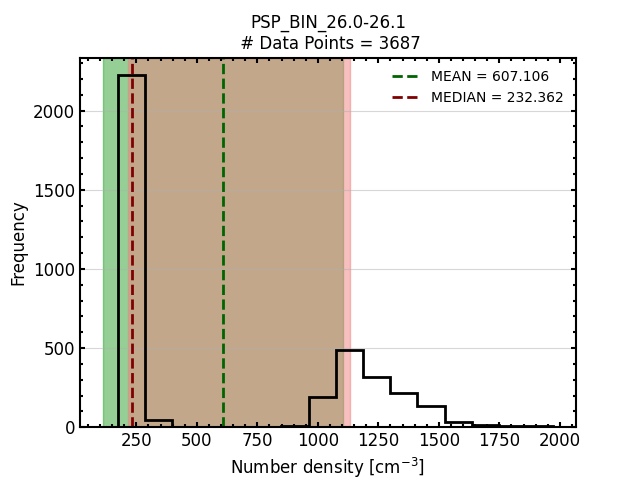 PSP_BIN_26.0-26.1
# Data Points = 3687
MEAN = 607.106
MEDIAN = 232.362
Frequency
2000
1500
1000
500
0
250 500 750 1000 1250 1500 1750 2000
Number density [cm⁻³]